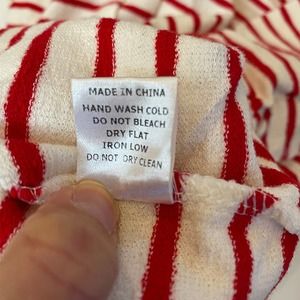 MADE IN CHINA
HAND WASH COLD
DO NOT BLEACH
DRY FLAT
IRON LOW
DO NOT DRY CLEAN